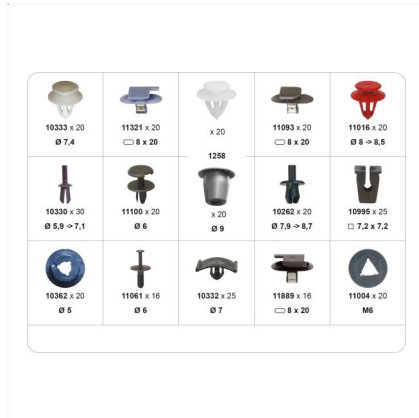 10333 x 20
Ø 7,4
11321 x 20
8 x 20
x 20
11093 x 20
8 x 20
11016 x 20
Ø 8 -> 8,5
10330 x 30
Ø 5,9 -> 7,1
11100 x 20
Ø 6
1258
x 20
Ø 9
10262 x 20
Ø 7,9 -> 8,7
10995 x 25
7,2 x 7,2
10362 x 20
Ø 5
11061 x 16
Ø 6
10332 x 25
Ø 7
11889 x 16
8 x 20
11004 x 20
M6